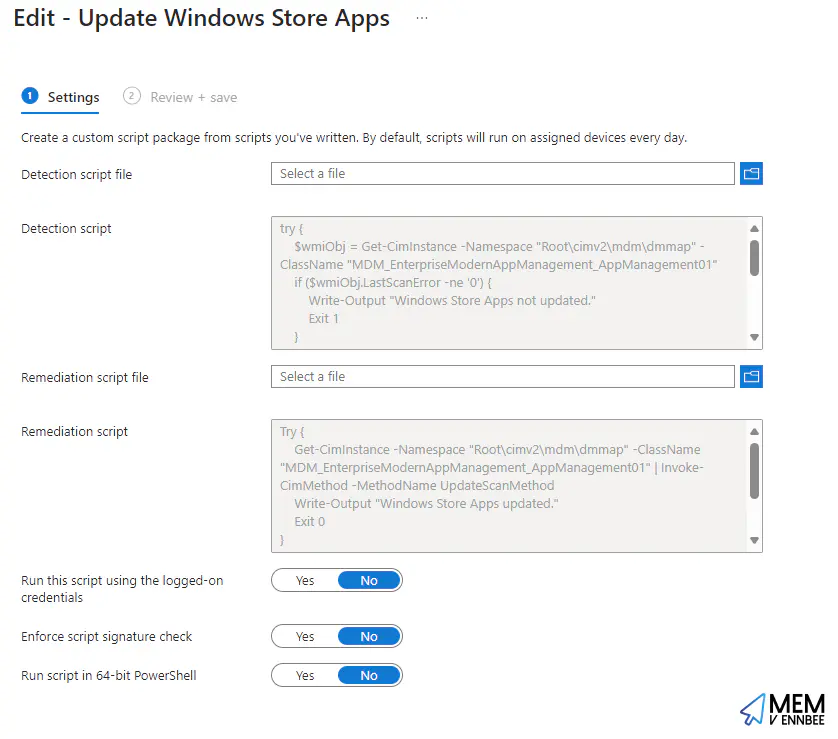 Edit - Update Windows Store Apps ...
1 Settings 2 Review + save
Create a custom script package from scripts you've written. By default, scripts will run on assigned devices every day.
Detection script file Select a file
Detection script
try {
$wmiObj = Get-CimInstance -Namespace "Root\cimv2\mdm\dmmap" -
ClassName "MDM_EnterpriseModernAppManagement_AppManagement01"
if ($wmiObj.LastScanError -ne '0') {
Write-Output "Windows Store Apps not updated."
Exit 1
}
Remediation script file Select a file
Remediation script
Try {
Get-CimInstance -Namespace "Root\cimv2\mdm\dmmap" -ClassName
"MDM_EnterpriseModernAppManagement_AppManagement01" | Invoke-
CimMethod -MethodName UpdateScanMethod
Write-Output "Windows Store Apps updated."
Exit 0
}
Run this script using the logged-on
credentials
Yes No
Enforce script signature check Yes No
Run script in 64-bit PowerShell Yes No
MEM
V ENNBEE